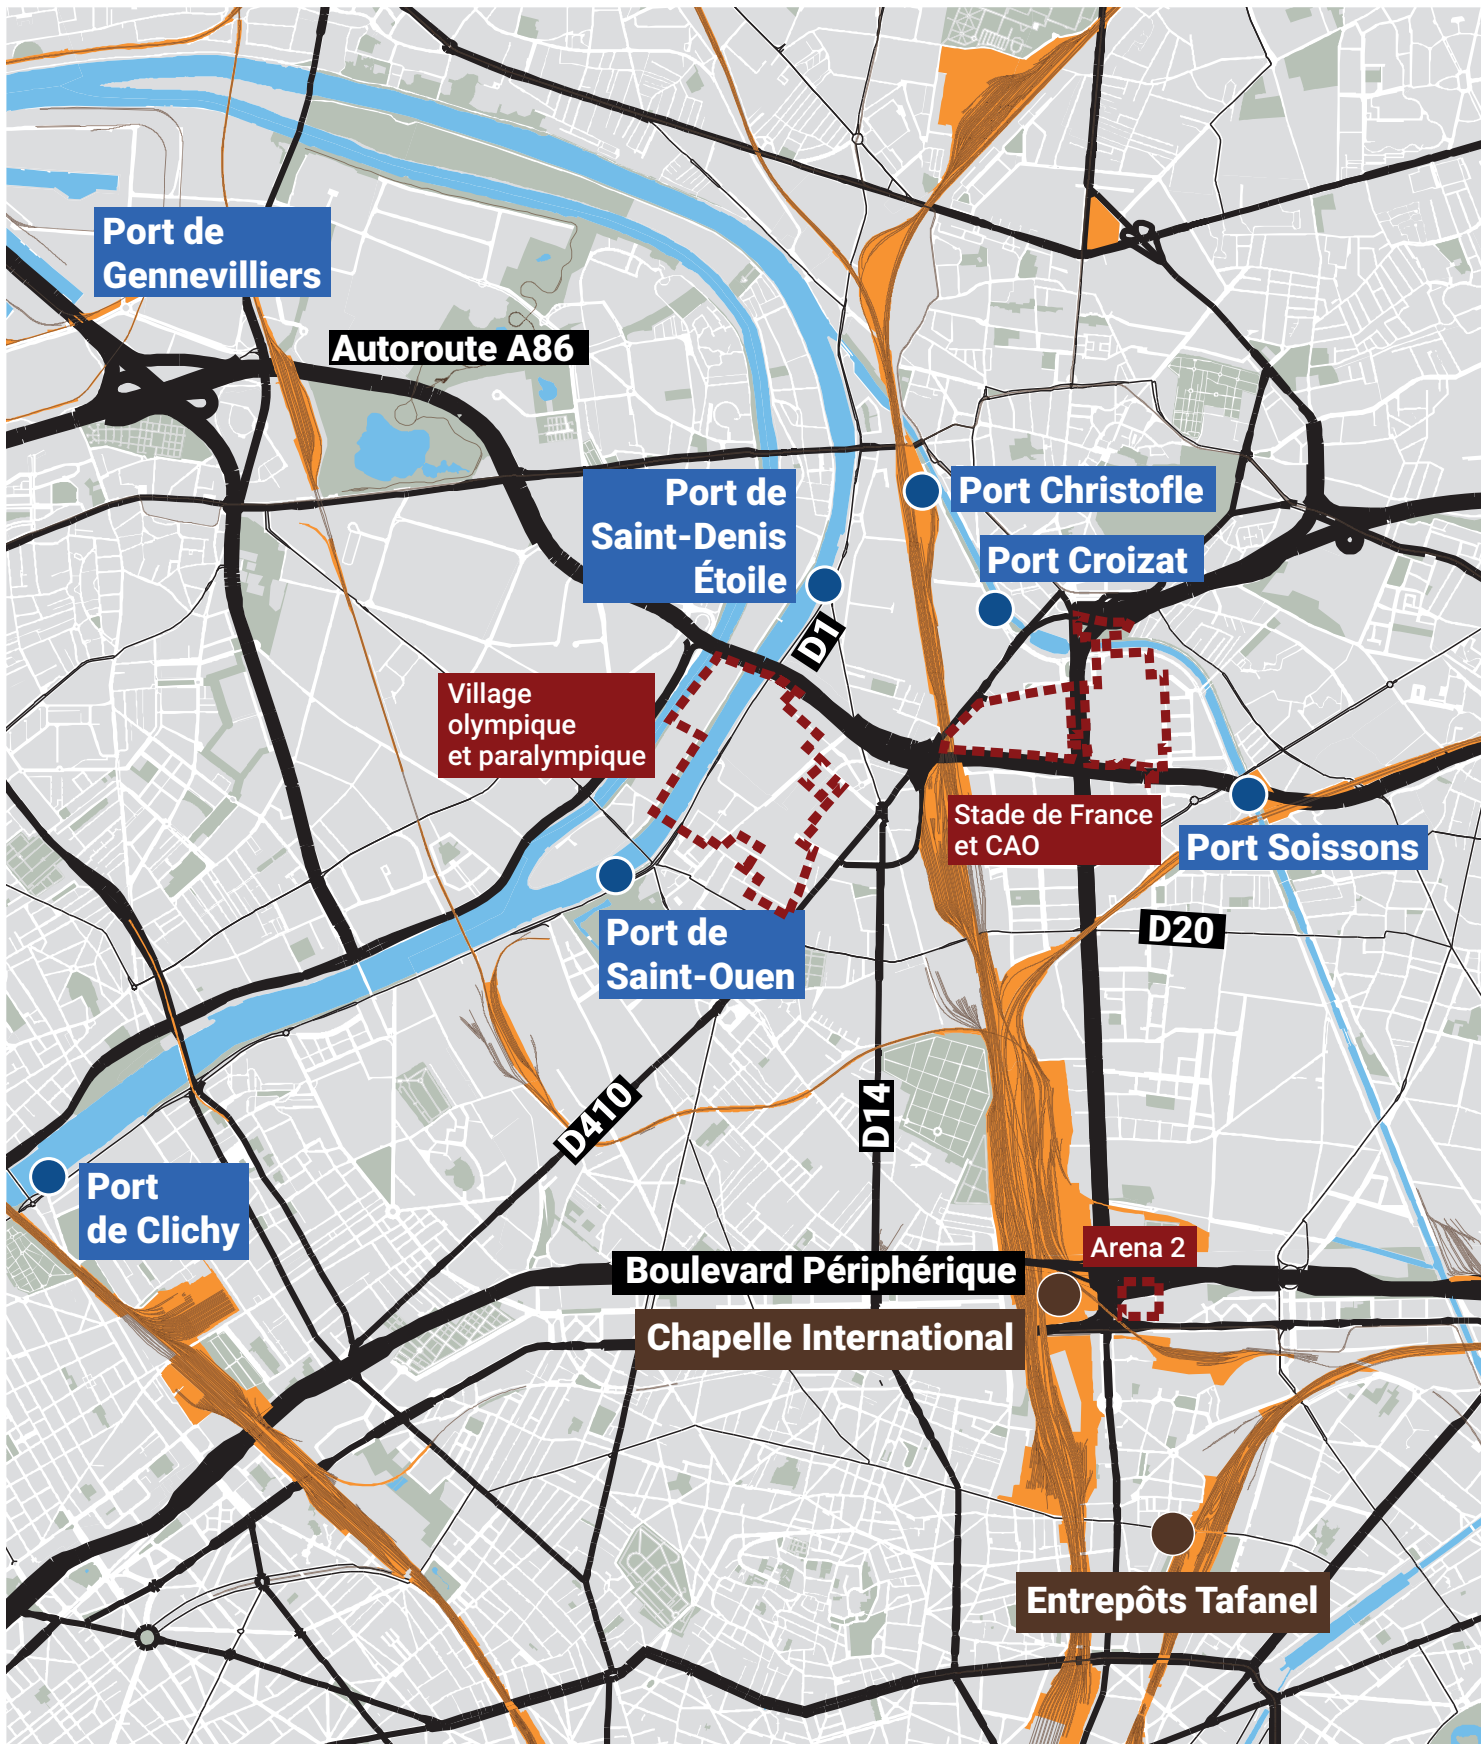 Port de
Gennevilliers
Autoroute A86
Port de
Saint-Denis
Étoile
Port Christofle
Port Croizat
D1
Village
olympique
et paralympique
Stade de France
et CAO
Port Soissons
Port de
Saint-Ouen
D20
D410
D14
Port
de Clichy
Arena 2
Boulevard Périphérique
Chapelle International
Entrepôts Tafanel